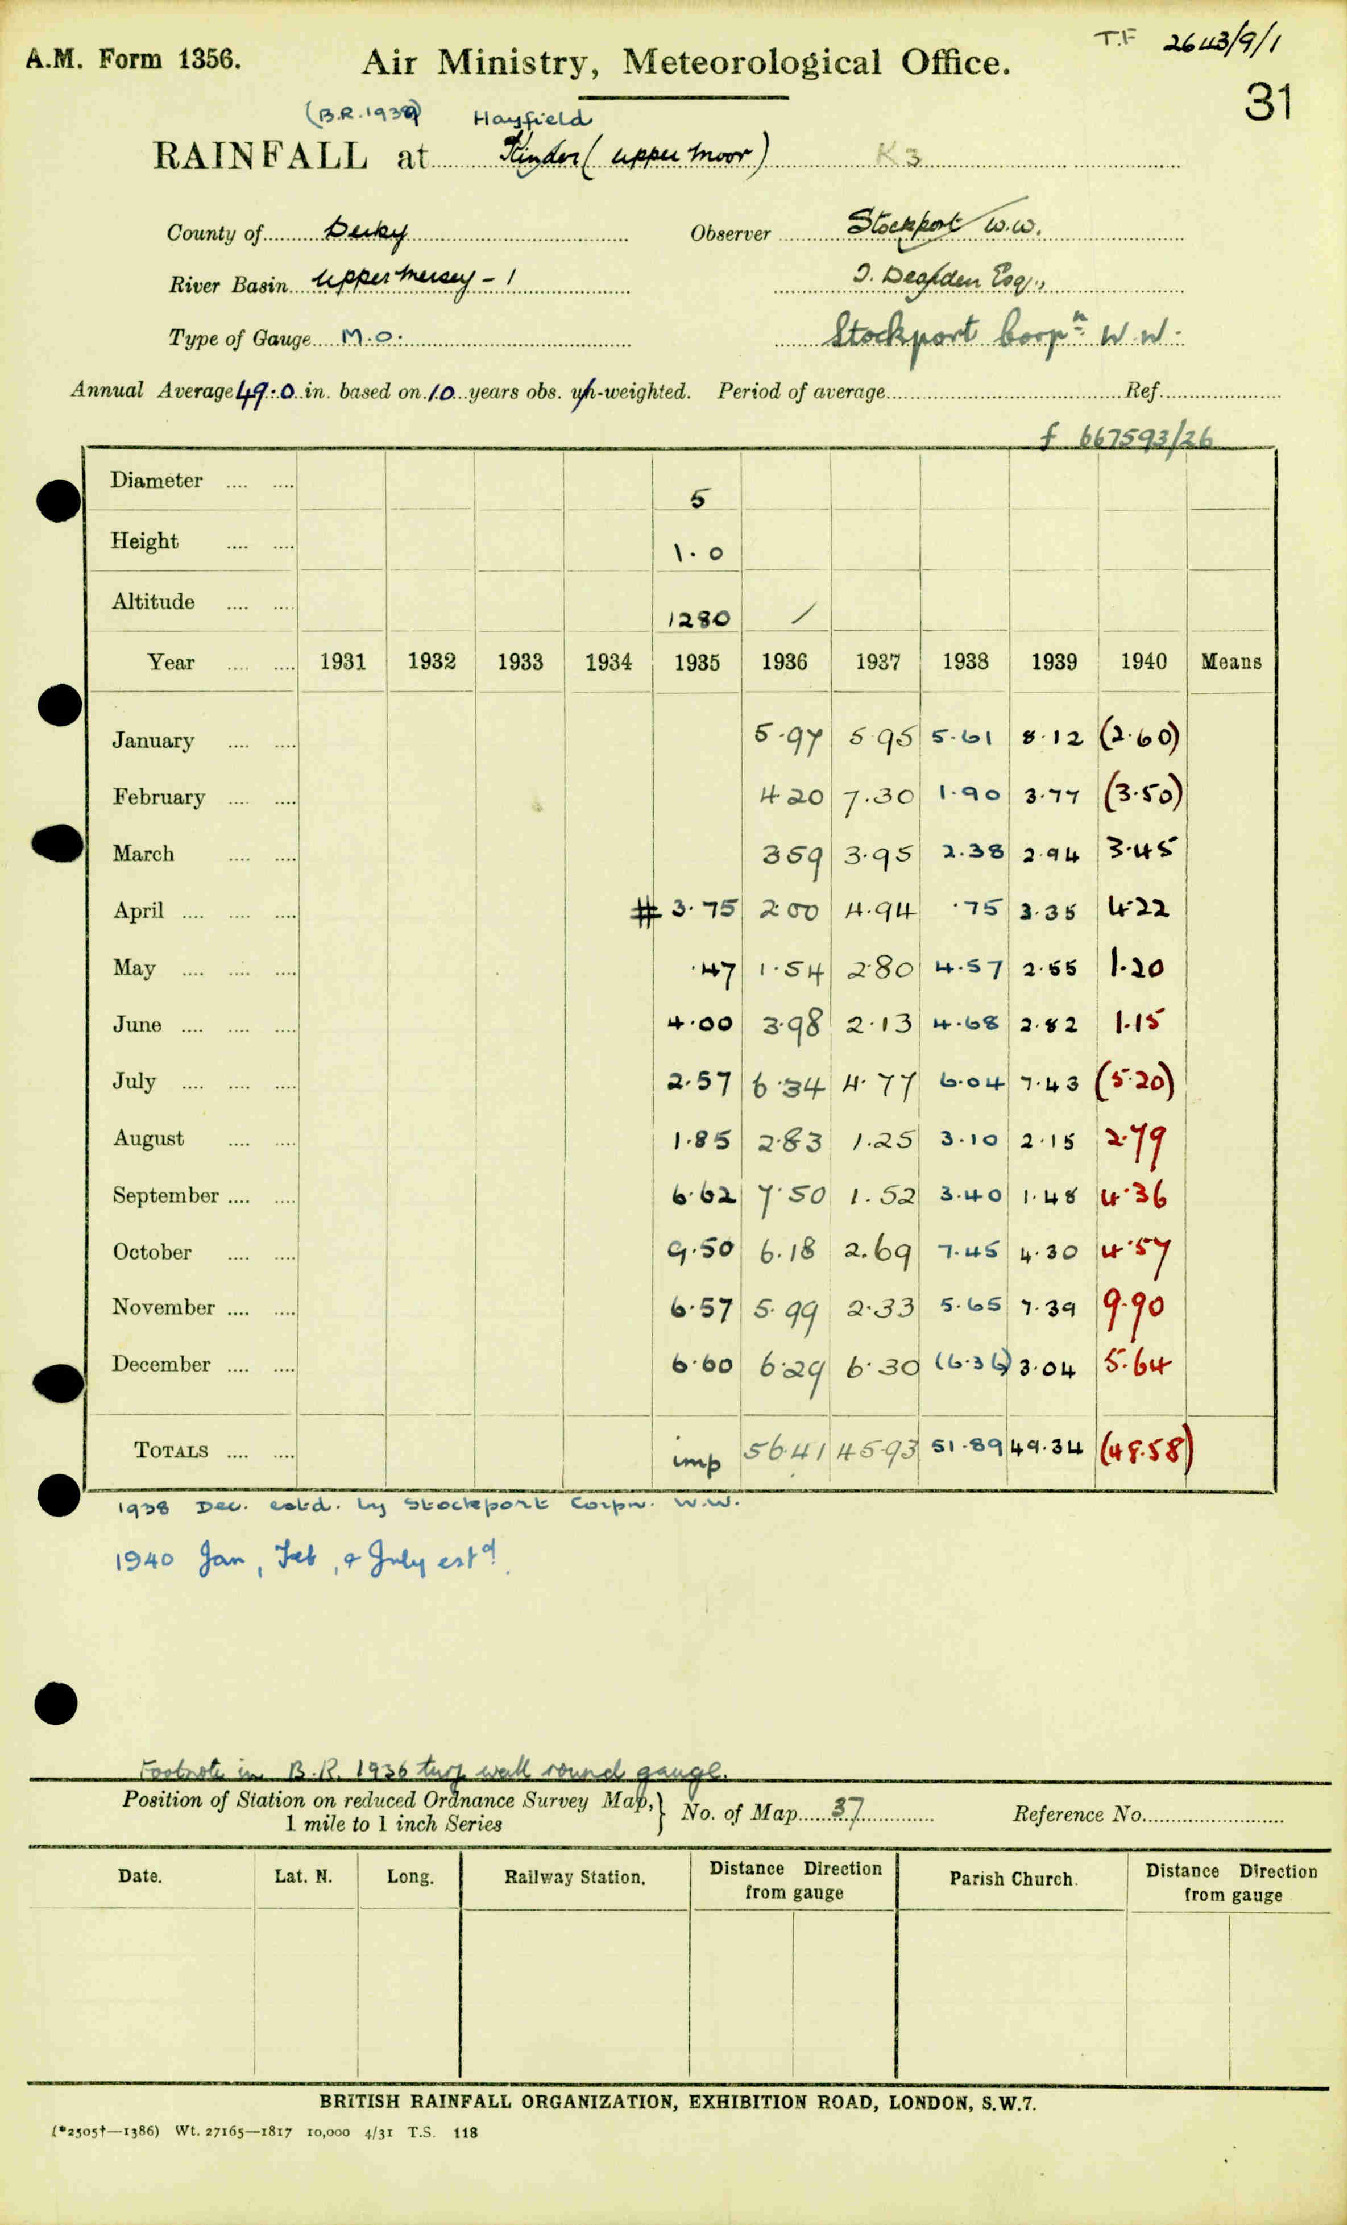 T.F 2643/9/1
A.M. Form 1356. Air Ministry, Meteorological Office.
31
(B.R. 1939) Hayfield
RAINFALL at Kinder (upper moor) K3
County of Derby Observer Stockport W.W.
River Basin Upper Mersey - 1 Esq.,
Type of Gauge M.O. Stockport Corpn W.W.
Annual Average 49.0 in. based on 10 years obs. un-weighted. Period of average Ref.
f 667593/26
Diameter .... .... 5
Height .... .... 1.0
Altitude .... .... 1280 /
Year .... .... 1931 1932 1933 1934 1935 1936 1937 1938 1939 1940 Means
January .... .... 5.97 5.95 5.61 8.12 (2.60)
February .... .... 4.20 7.30 1.90 3.77 (3.50)
March .... .... 3.59 3.95 2.38 2.94 3.45
April .... .... .... # 3.75 2.00 4.94 .75 3.35 4.22
May .... .... .... .47 1.54 2.80 4.57 2.55 1.20
June .... .... .... 4.00 3.98 2.13 4.68 2.82 1.15
July .... .... .... 2.57 6.34 4.77 6.04 7.43 (5.20)
August .... .... 1.85 2.83 1.25 3.10 2.15 2.79
September .... .... 6.62 7.50 1.52 3.40 1.48 4.36
October .... .... 9.50 6.18 2.69 7.45 4.30 4.57
November .... .... 6.57 5.99 2.33 5.65 7.39 9.90
December .... .... 6.60 6.29 6.30 (6.36) 3.04 5.64
TOTALS .... .... imp 56.41 45.93 51.89 49.34 (48.58)
1938 Dec. estd. by Stockport Corpn. W.W.
1940 Jan, Feb, & July estd.
Footnote in B.R. 1936 turf wall round gauge.
Position of Station on reduced Ordnance Survey Map, } No. of Map 37 Reference No.
1 mile to 1 inch Series
Date. Lat. N. Long. Railway Station. Distance Direction Parish Church. Distance Direction
from gauge from gauge
BRITISH RAINFALL ORGANIZATION, EXHIBITION ROAD, LONDON, S.W.7.
(*2505†—1386) Wt. 27165—1817 10,000 4/31 T.S. 118